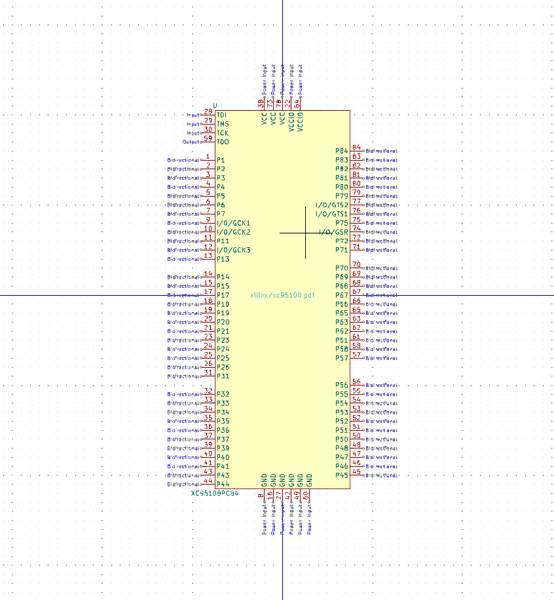 Power Input Power Input Power Input Power Input Power Input
38 73 78 22 64
VCC VCC VCC VCCIO VCCIO
U
Input 28 TDI
Input 29 TMS
Input 30 TCK
Output 59 TDO
P84 84 Bidirectional
Bidirectional 1 P1 P83 83 Bidirectional
Bidirectional 2 P2 P82 82 Bidirectional
Bidirectional 3 P3 P81 81 Bidirectional
Bidirectional 4 P4 P80 80 Bidirectional
Bidirectional 5 P5 P79 79 Bidirectional
Bidirectional 6 P6 I/O/GTS2 77 Bidirectional
Bidirectional 7 P7 I/O/GTS1 76 Bidirectional
Bidirectional 9 I/O/GCK1 P75 75 Bidirectional
Bidirectional 10 I/O/GCK2 I/O/GSR 74 Bidirectional
Bidirectional 11 P11 P72 72 Bidirectional
Bidirectional 12 I/O/GCK3 P71 71 Bidirectional
Bidirectional 13 P13
P70 70 Bidirectional
Bidirectional 14 P14 P69 69 Bidirectional
Bidirectional 15 P15 P68 68 Bidirectional
Bidirectional 17 P17 xilinx/xc95108.pdf P67 67 Bidirectional
Bidirectional 18 P18 P66 66 Bidirectional
Bidirectional 19 P19 P65 65 Bidirectional
Bidirectional 20 P20 P63 63 Bidirectional
Bidirectional 21 P21 P62 62 Bidirectional
Bidirectional 23 P23 P61 61 Bidirectional
Bidirectional 24 P24 P58 58 Bidirectional
Bidirectional 25 P25 P57 57 Bidirectional
Bidirectional 26 P26
Bidirectional 31 P31
P56 56 Bidirectional
Bidirectional 32 P32 P55 55 Bidirectional
Bidirectional 33 P33 P54 54 Bidirectional
Bidirectional 34 P34 P53 53 Bidirectional
Bidirectional 35 P35 P52 52 Bidirectional
Bidirectional 36 P36 P51 51 Bidirectional
Bidirectional 37 P37 P50 50 Bidirectional
Bidirectional 39 P39 P48 48 Bidirectional
Bidirectional 40 P40 P47 47 Bidirectional
Bidirectional 41 P41 P46 46 Bidirectional
Bidirectional 43 P43 P45 45 Bidirectional
Bidirectional 44 P44
GND GND GND GND GND GND
XC95108PC84
8 16 27 42 49 60
Power Input Power Input Power Input Power Input Power Input Power Input